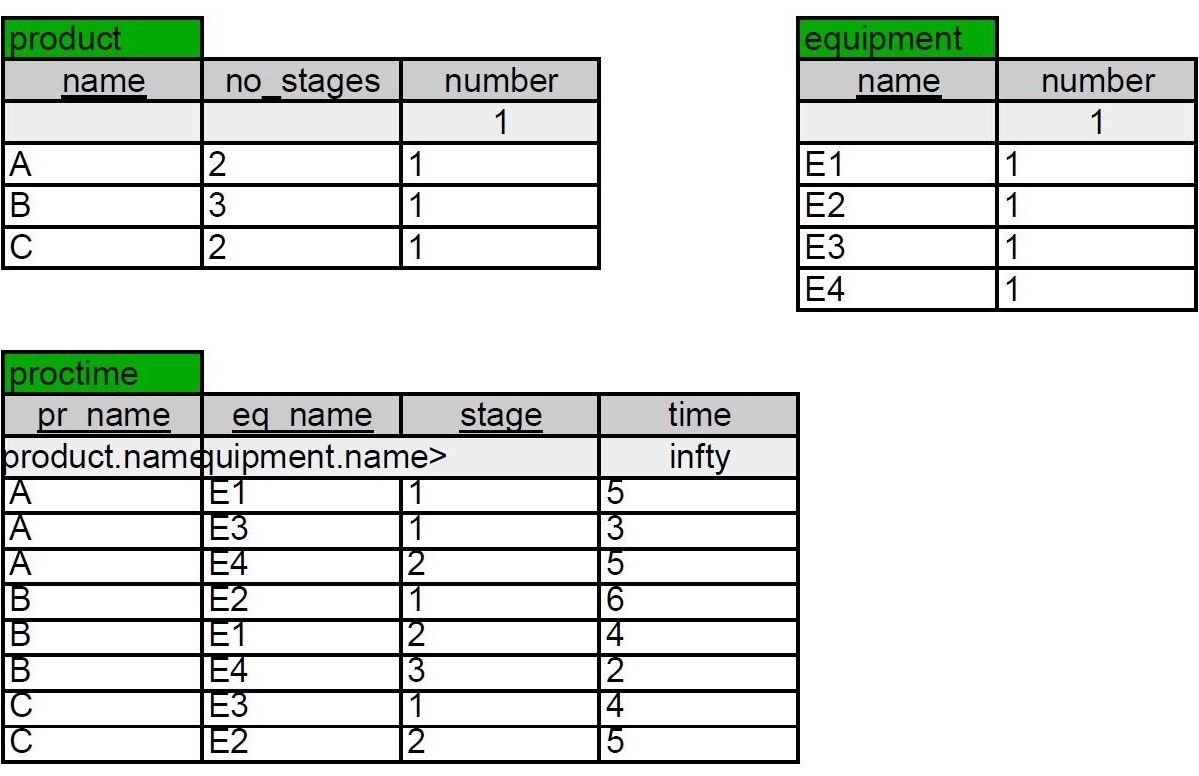 product
name no_stages number
1
A 2 1
B 3 1
C 2 1
equipment
name number
1
E1 1
E2 1
E3 1
E4 1
proctime
pr_name eq_name stage time
product.name quipment.name> infty
A E1 1 5
A E3 1 3
A E4 2 5
B E2 1 6
B E1 2 4
B E4 3 2
C E3 1 4
C E2 2 5